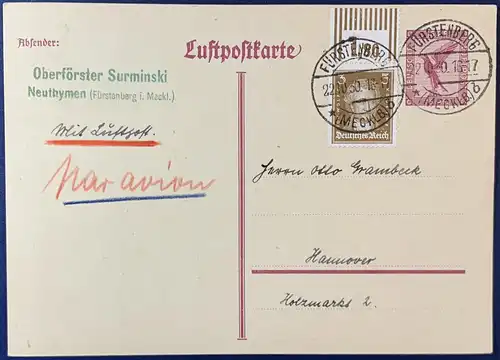 Absender:
Luftpostkarte
Oberförster Surminski
Neuthymen (Fürstenberg i. Meckl.)
Mit Luftpost.
Par avion
FÜRSTENBERG
* (MECKLB)
Deutsches Reich
FÜRSTENBERG
* (MECKLB)
Herrn Otto Grambeck
Hannover
Holzmarkt 2.